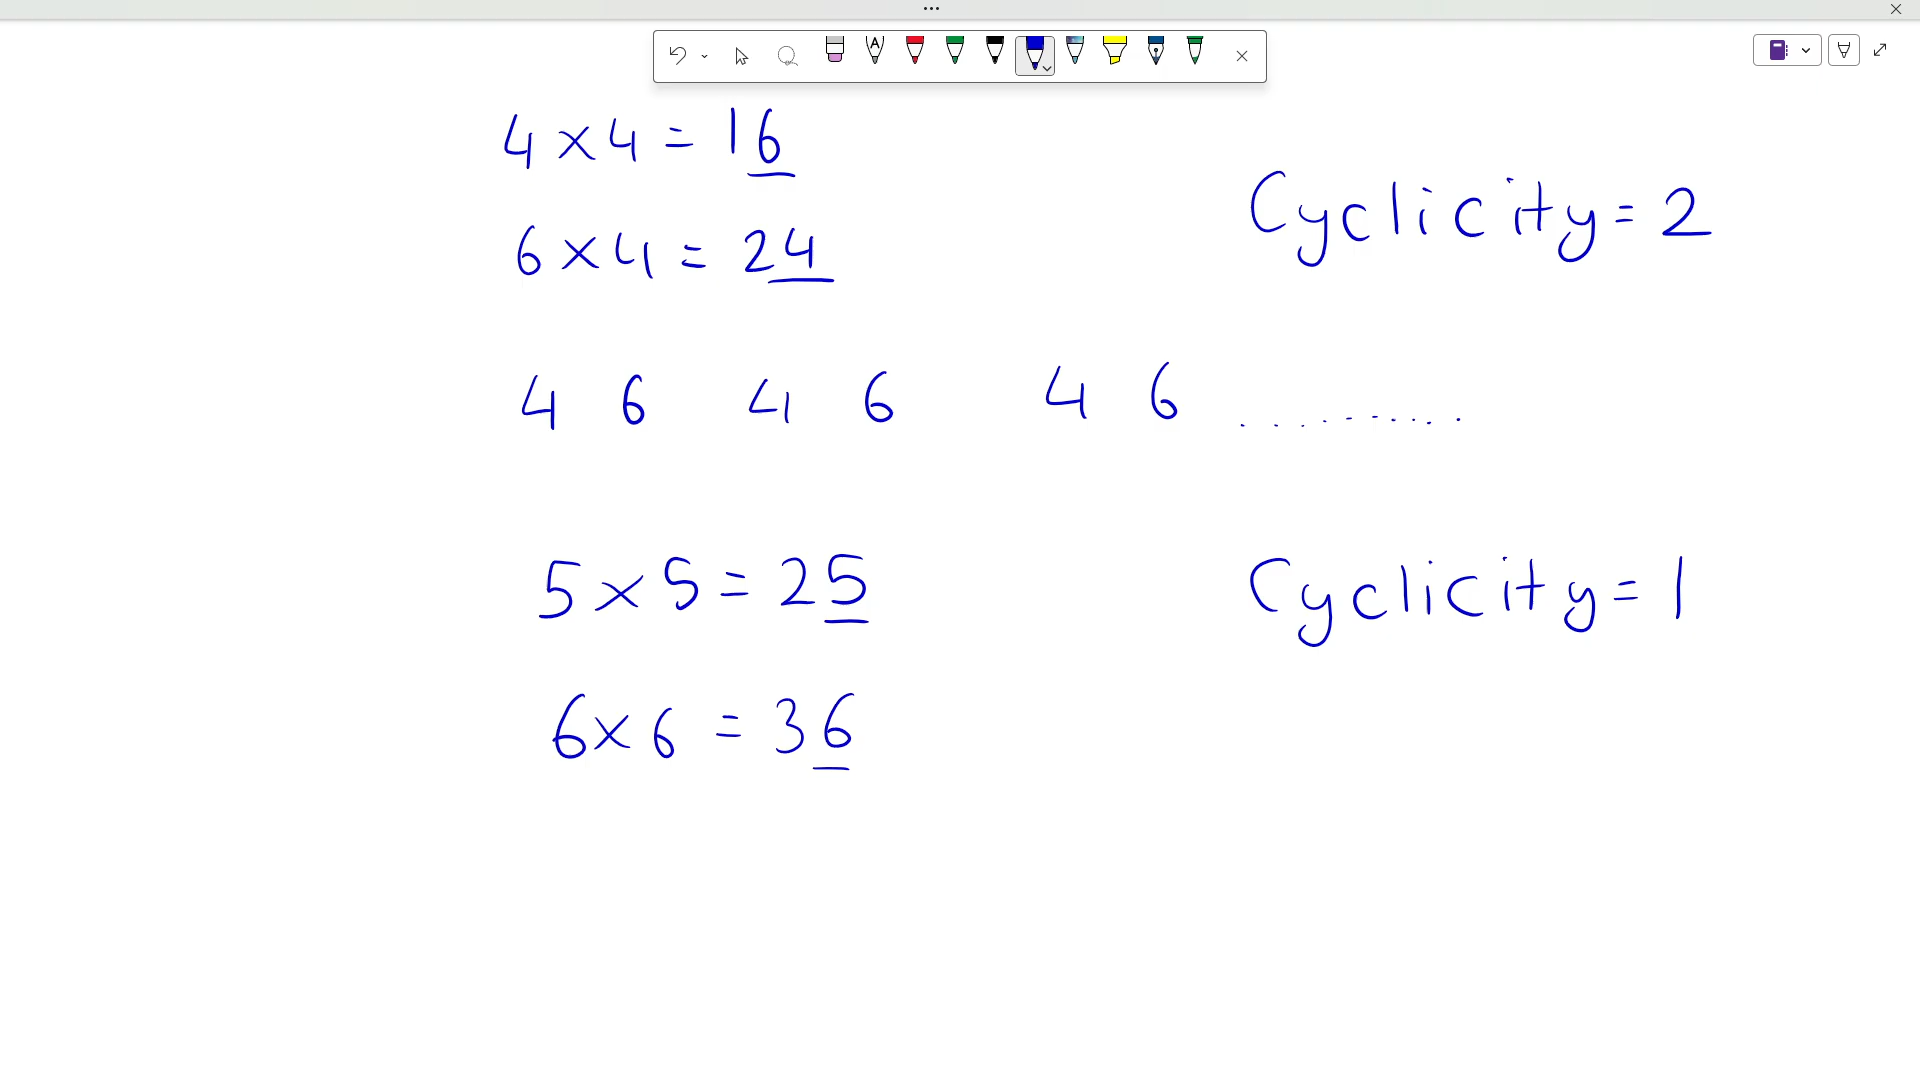 4 × 4 = 16
Cyclicity = 2
6 × 4 = 24
4 6 4 6 4 6 ..........
5 × 5 = 25
Cyclicity = 1
6 × 6 = 36